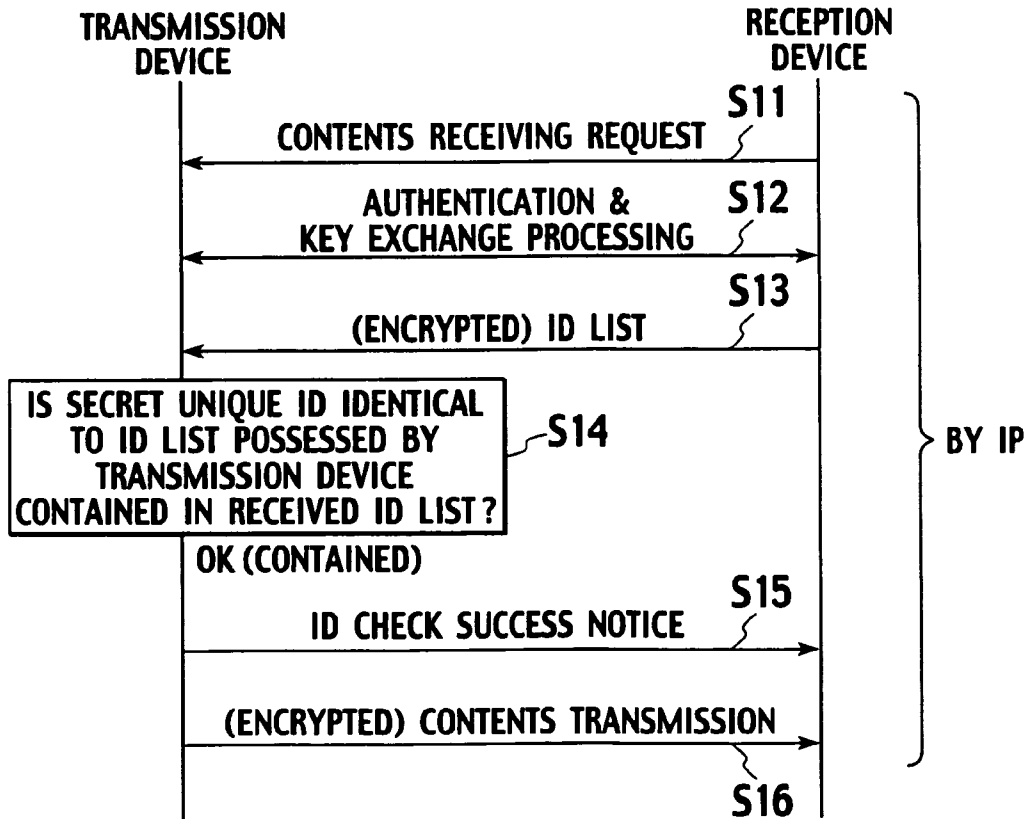 TRANSMISSION
DEVICE
RECEPTION
DEVICE
S11
CONTENTS RECEIVING REQUEST
S12
AUTHENTICATION &
KEY EXCHANGE PROCESSING
S13
(ENCRYPTED) ID LIST
IS SECRET UNIQUE ID IDENTICAL
TO ID LIST POSSESSED BY
TRANSMISSION DEVICE
CONTAINED IN RECEIVED ID LIST?
S14
BY IP
OK (CONTAINED)
S15
ID CHECK SUCCESS NOTICE
(ENCRYPTED) CONTENTS TRANSMISSION
S16